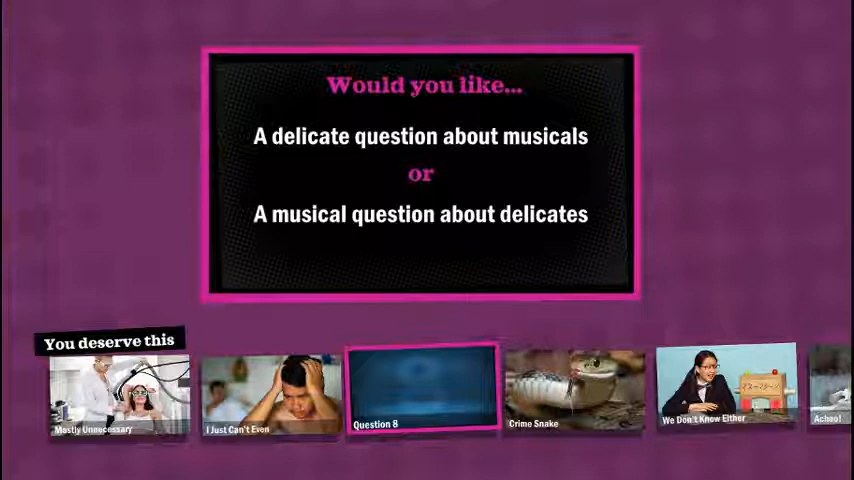 Would you like...
A delicate question about musicals
or
A musical question about delicates
You deserve this
Mostly Unnecessary
I Just Can't Even
Question 8
Crime Snake
We Don't Know Either
Achoo!